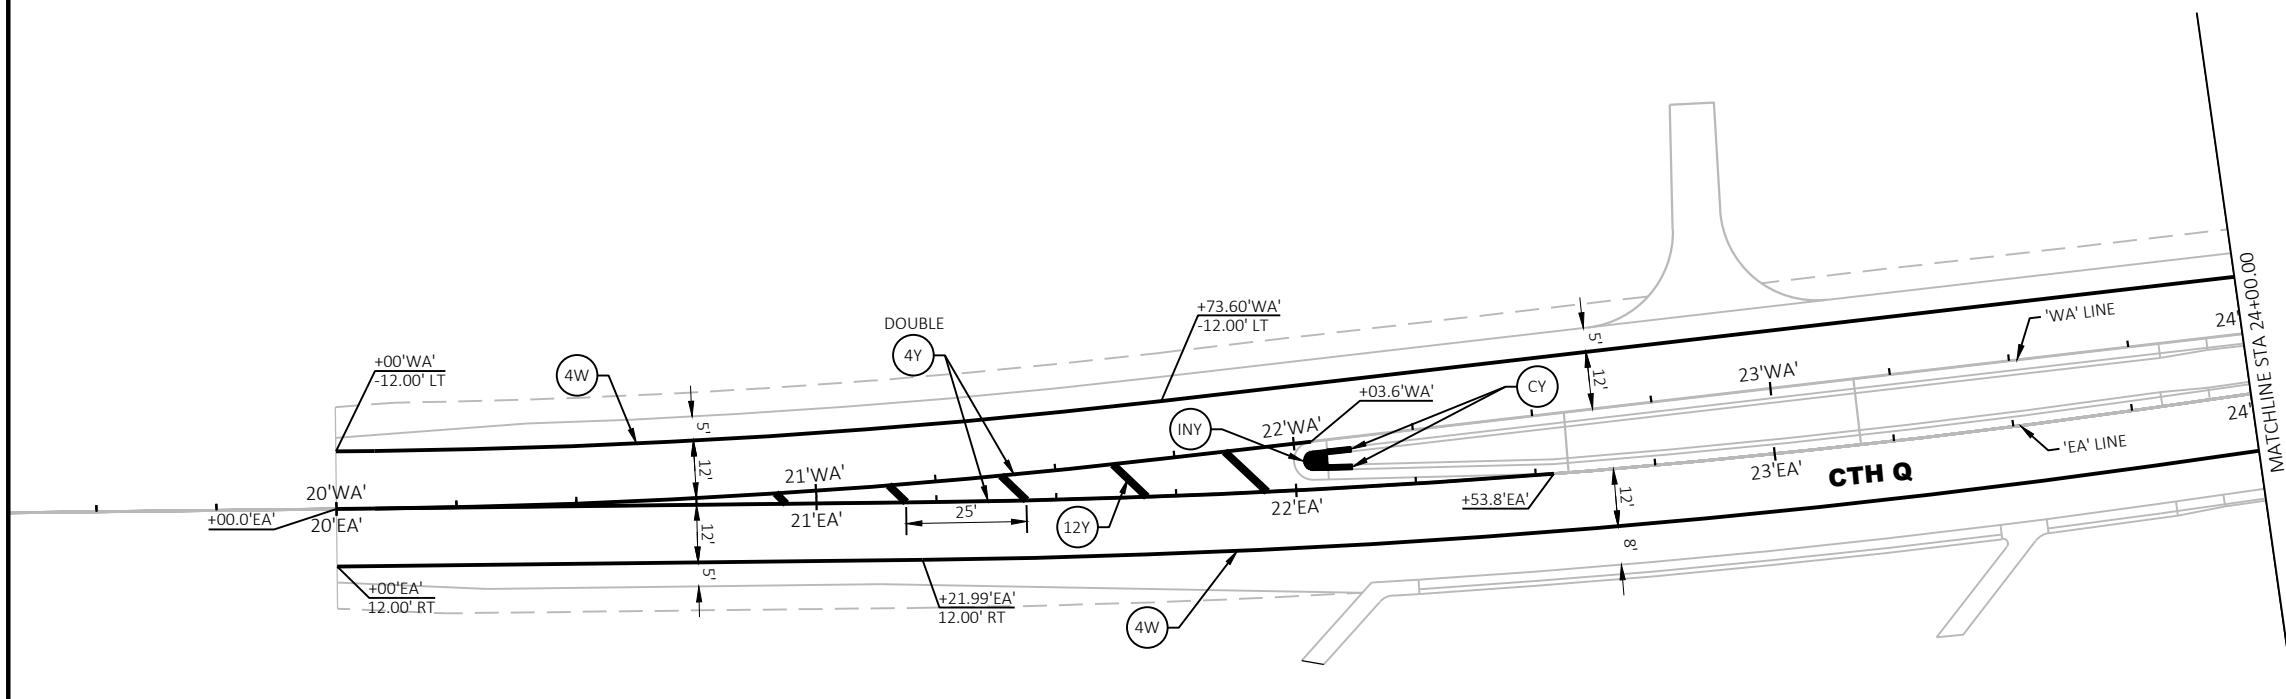 +73.60'WA'
-12.00' LT
DOUBLE
4Y
+00'WA'
-12.00' LT
4W
5'
12'
5'
12'
5'
12'
20'WA'
+00.0'EA'
20'EA'
21'WA'
21'EA'
25'
12Y
INY
22'WA'
+03.6'WA'
CY
22'EA'
+53.8'EA'
5'
12'
12'
8'
23'WA'
23'EA'
CTH Q
'WA' LINE
'EA' LINE
24'
24'
MATCHLINE STA 24+00.00
+00'EA'
12.00' RT
+21.99'EA'
12.00' RT
4W